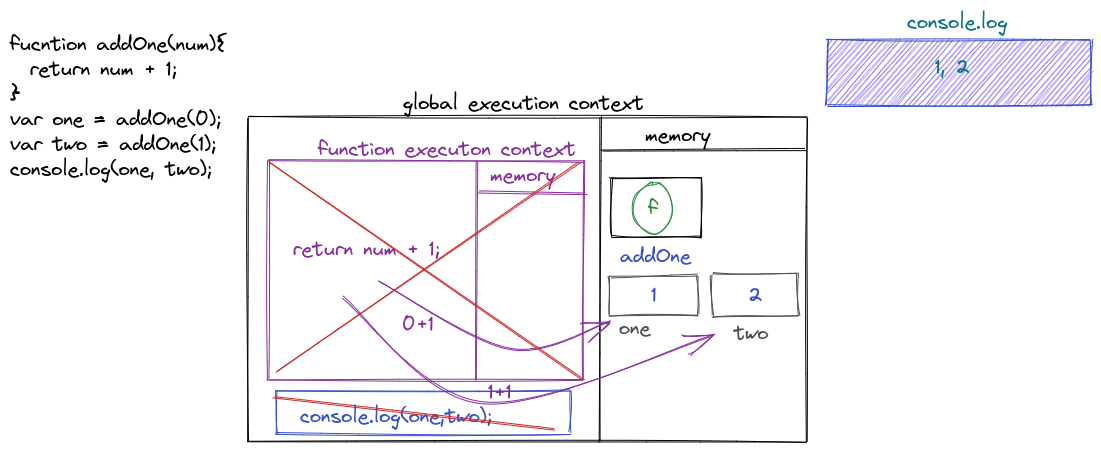 fucntion addOne(num){
return num + 1;
}
var one = addOne(0);
var two = addOne(1);
console.log(one, two);
console.log
1, 2
global execution context
memory
function executon context
memory
return num + 1;
0+1
1+1
console.log(one,two);
f
addOne
1
2
one
two